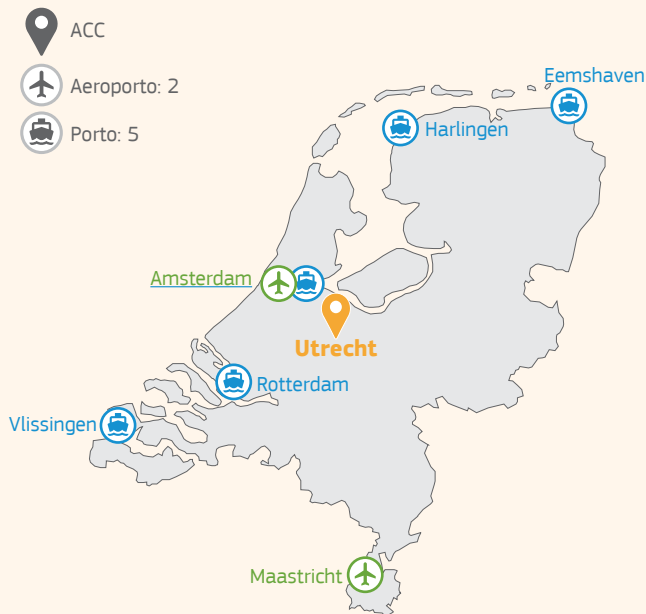 ACC
Aeroporto: 2
Porto: 5
Eemshaven
Harlingen
Amsterdam
Utrecht
Rotterdam
Vlissingen
Maastricht